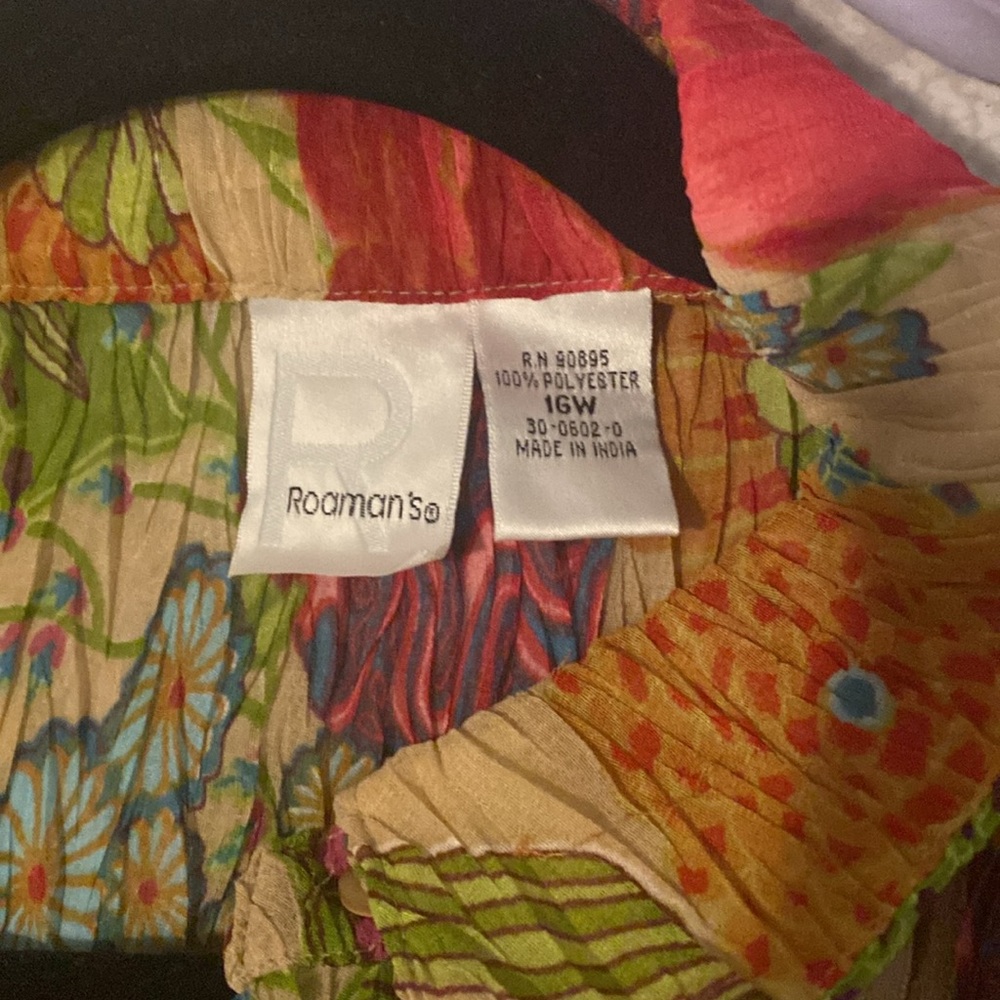 R
Roaman's®
R.N 90895
100% POLYESTER
16W
30-0602-0
MADE IN INDIA